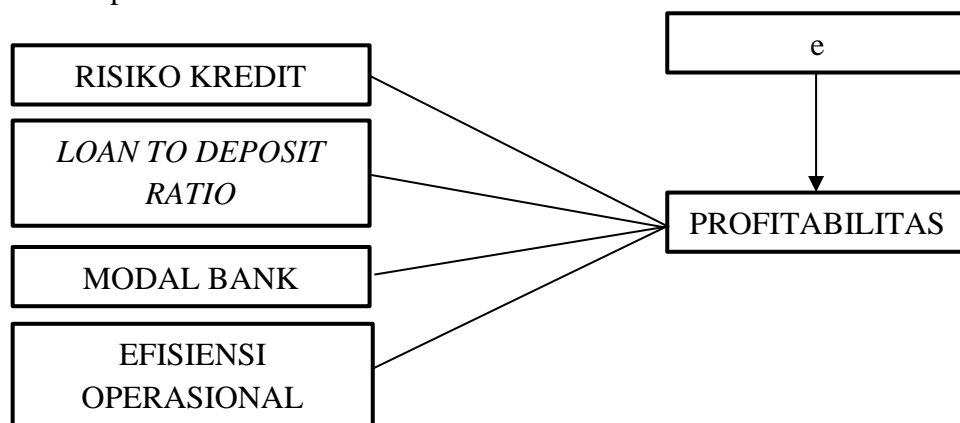 e
RISIKO KREDIT
LOAN TO DEPOSIT
RATIO
PROFITABILITAS
MODAL BANK
EFISIENSI
OPERASIONAL